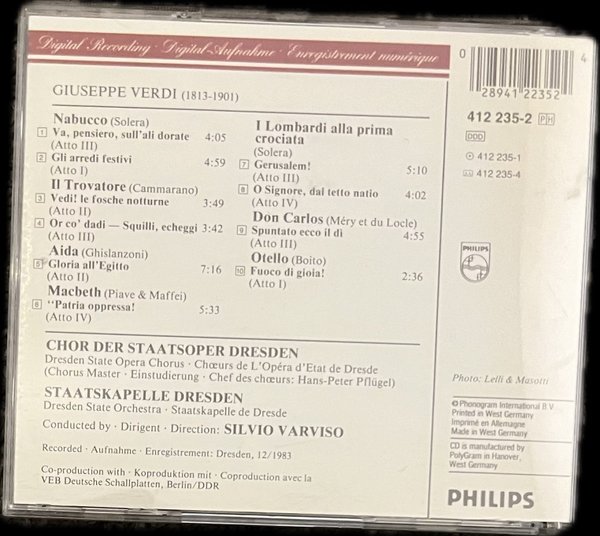 Digital Recording · Digital-Aufnahme · Enregistrement numérique
GIUSEPPE VERDI (1813-1901)
Nabucco (Solera)
1 Va, pensiero, sull'ali dorate 4:05
(Atto III)
2 Gli arredi festivi 4:59
(Atto I)
Il Trovatore (Cammarano)
3 Vedi! le fosche notturne 3:49
(Atto II)
4 Or co' dadi — Squilli, echeggi 3:42
(Atto III)
Aida (Ghislanzoni)
5 Gloria all'Egitto 7:16
(Atto II)
Macbeth (Piave & Maffei)
6 "Patria oppressa! 5:33
(Atto IV)
I Lombardi alla prima
crociata
(Solera)
7 Gerusalem! 5:10
(Atto III)
8 O Signore, dal tetto natio 4:02
(Atto IV)
Don Carlos (Méry et du Locle)
9 Spuntato ecco il dì 4:55
(Atto III)
Otello (Boito)
10 Fuoco di gioia! 2:36
(Atto I)
CHOR DER STAATSOPER DRESDEN
Dresden State Opera Chorus · Chœurs de L'Opéra d'Etat de Dresde
(Chorus Master · Einstudierung · Chef des chœurs: Hans-Peter Pflügel)
STAATSKAPELLE DRESDEN
Dresden State Orchestra · Staatskapelle de Dresde
Conducted by · Dirigent · Direction: SILVIO VARVISO
Recorded · Aufnahme · Enregistrement: Dresden, 12/1983
Co-production with · Koproduktion mit · Coproduction avec la
VEB Deutsche Schallplatten, Berlin/DDR
0 28941 22352 4
412 235-2 PH
DDD
412 235-1
412 235-4
PHILIPS
Photo: Lelli & Masotti
℗ Phonogram International B.V.
Printed in West Germany
Imprimé en Allemagne
Made in West Germany
CD is manufactured by
PolyGram in Hanover,
West Germany
PHILIPS